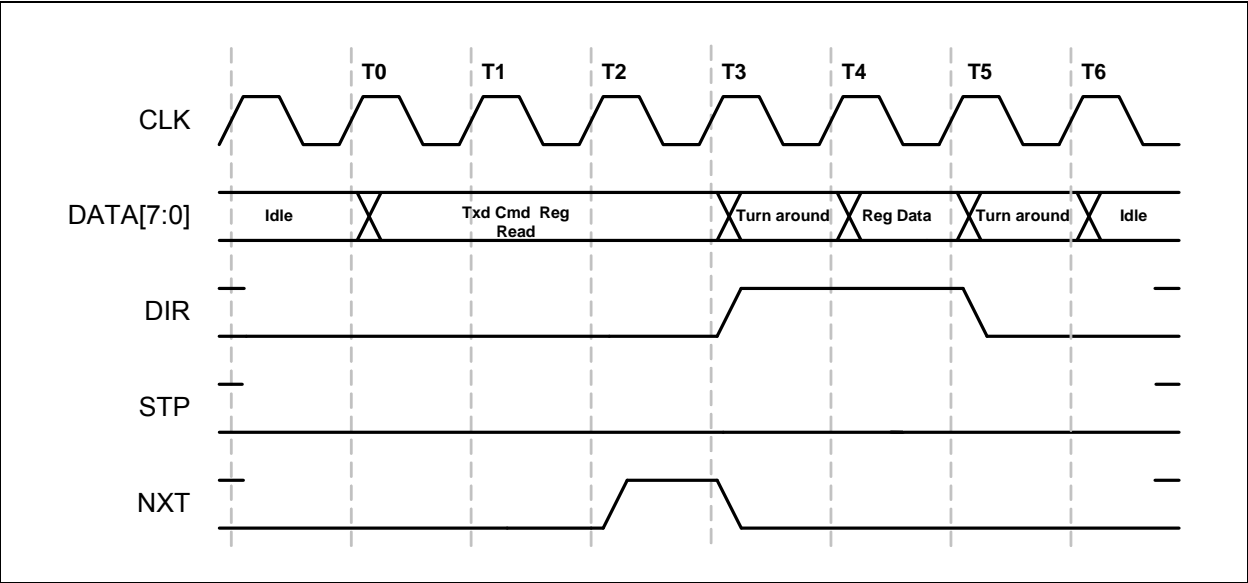 T0 T1 T2 T3 T4 T5 T6
CLK
DATA[7:0] Idle Txd Cmd Reg Turn around Reg Data Turn around Idle
Read
DIR
STP
NXT